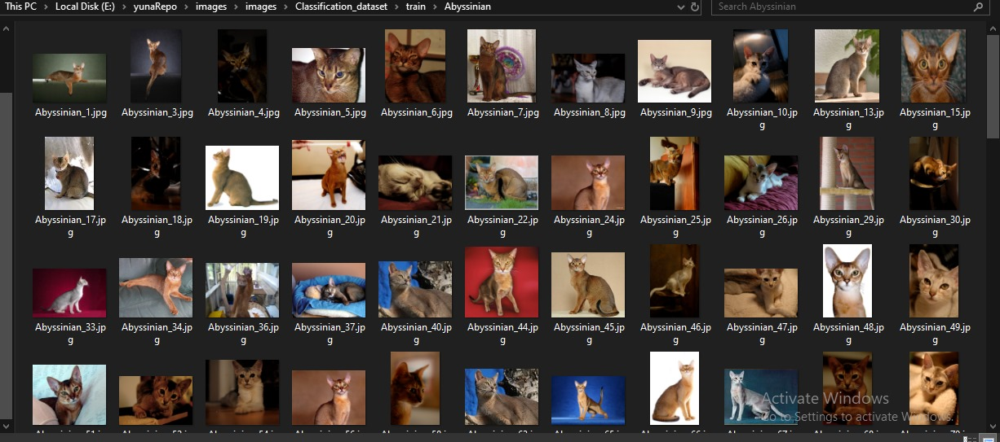 This PC > Local Disk (E:) > yunaRepo > images > images > Classification_dataset > train > Abyssinian
Search Abyssinian
Abyssinian_1.jpg Abyssinian_3.jpg Abyssinian_4.jpg Abyssinian_5.jpg Abyssinian_6.jpg Abyssinian_7.jpg Abyssinian_8.jpg Abyssinian_9.jpg Abyssinian_10.jp Abyssinian_13.jp Abyssinian_15.jp
g g g
Abyssinian_17.jp Abyssinian_18.jp Abyssinian_19.jp Abyssinian_20.jp Abyssinian_21.jp Abyssinian_22.jp Abyssinian_24.jp Abyssinian_25.jp Abyssinian_26.jp Abyssinian_29.jp Abyssinian_30.jp
g g g g g g g g g g g
Abyssinian_33.jp Abyssinian_34.jp Abyssinian_36.jp Abyssinian_37.jp Abyssinian_40.jp Abyssinian_44.jp Abyssinian_45.jp Abyssinian_46.jp Abyssinian_47.jp Abyssinian_48.jp Abyssinian_49.jp
g g g g g g g g g g g
Activate Windows
Go to Settings to activate Windows.